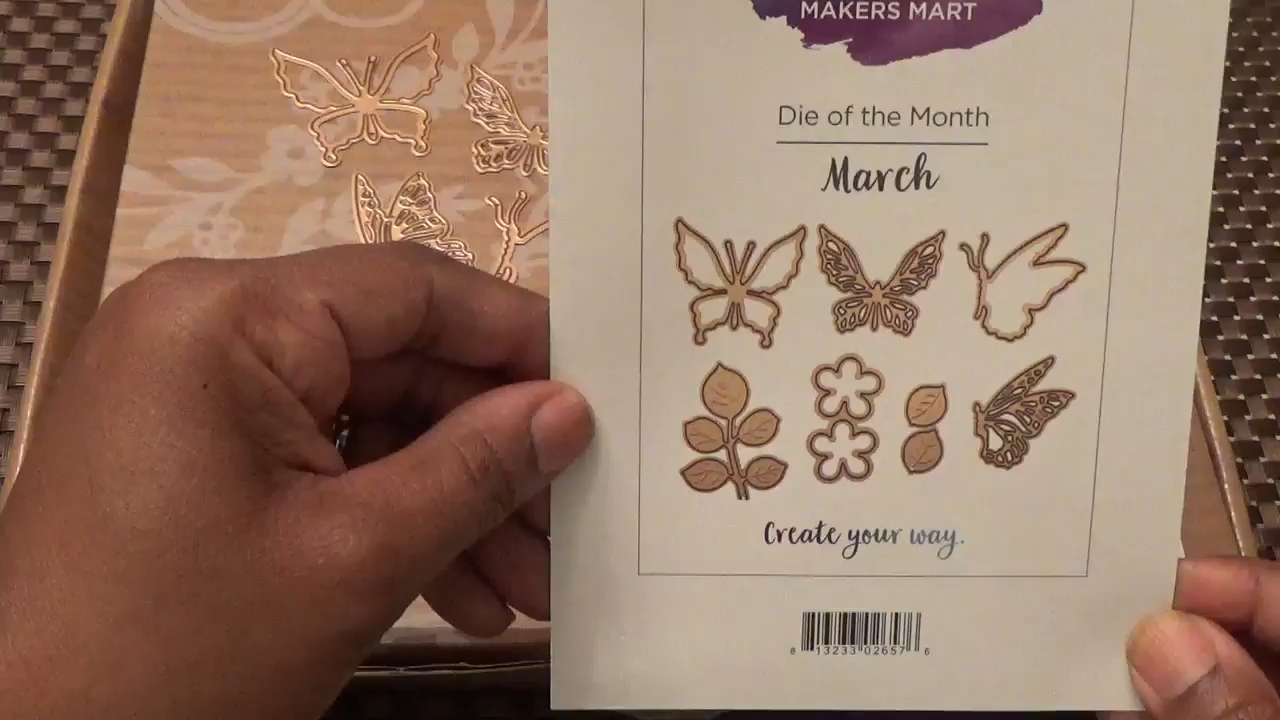 MAKERS MART
Die of the Month
March
Create your way.
8 13233 02657 6